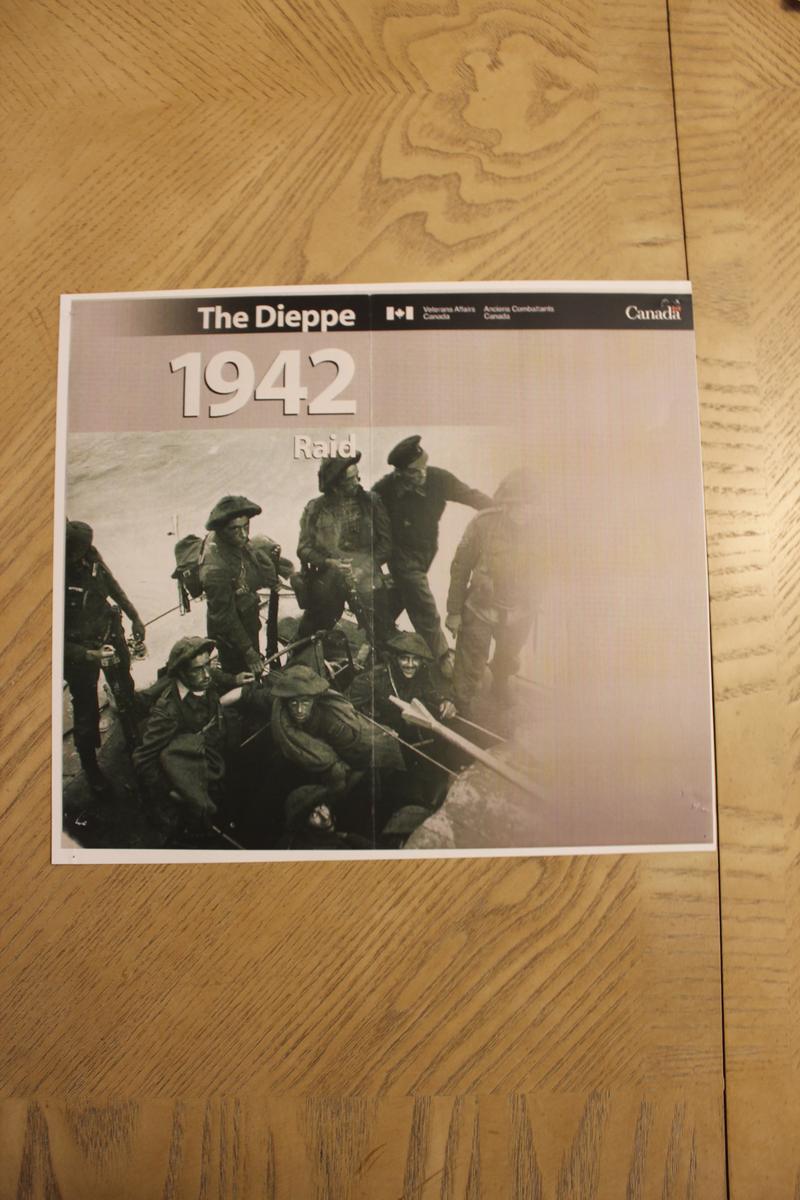 The Dieppe
1942
Raid
Veterans Affairs
Canada
Anciens Combattants
Canada
Canada